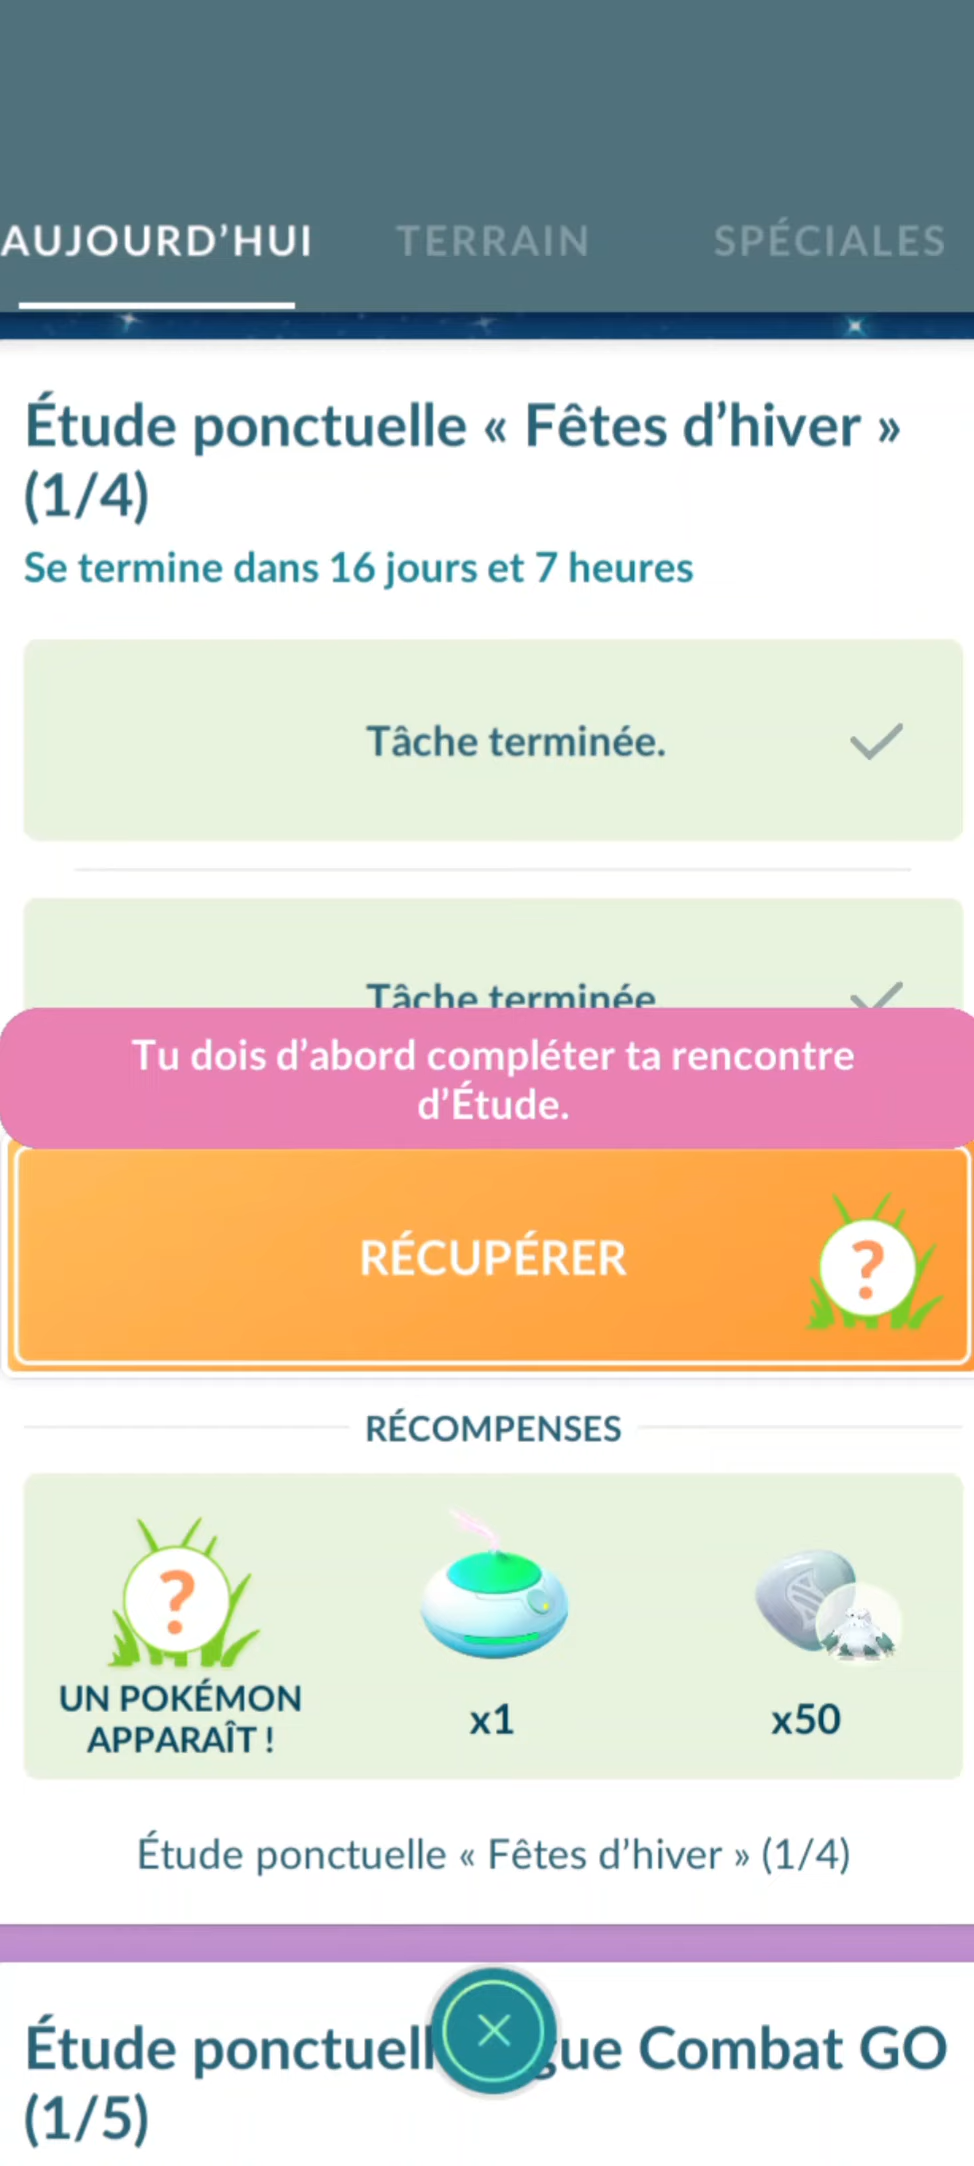 AUJOURD’HUI TERRAIN SPÉCIALES
Étude ponctuelle « Fêtes d’hiver »
(1/4)
Se termine dans 16 jours et 7 heures
Tâche terminée.
Tâche terminée
Tu dois d’abord compléter ta rencontre
d’Étude.
RÉCUPÉRER
?
RÉCOMPENSES
?
UN POKÉMON
APPARAÎT !
x1
x50
Étude ponctuelle « Fêtes d’hiver » (1/4)
Étude Combat GO
(1/5)